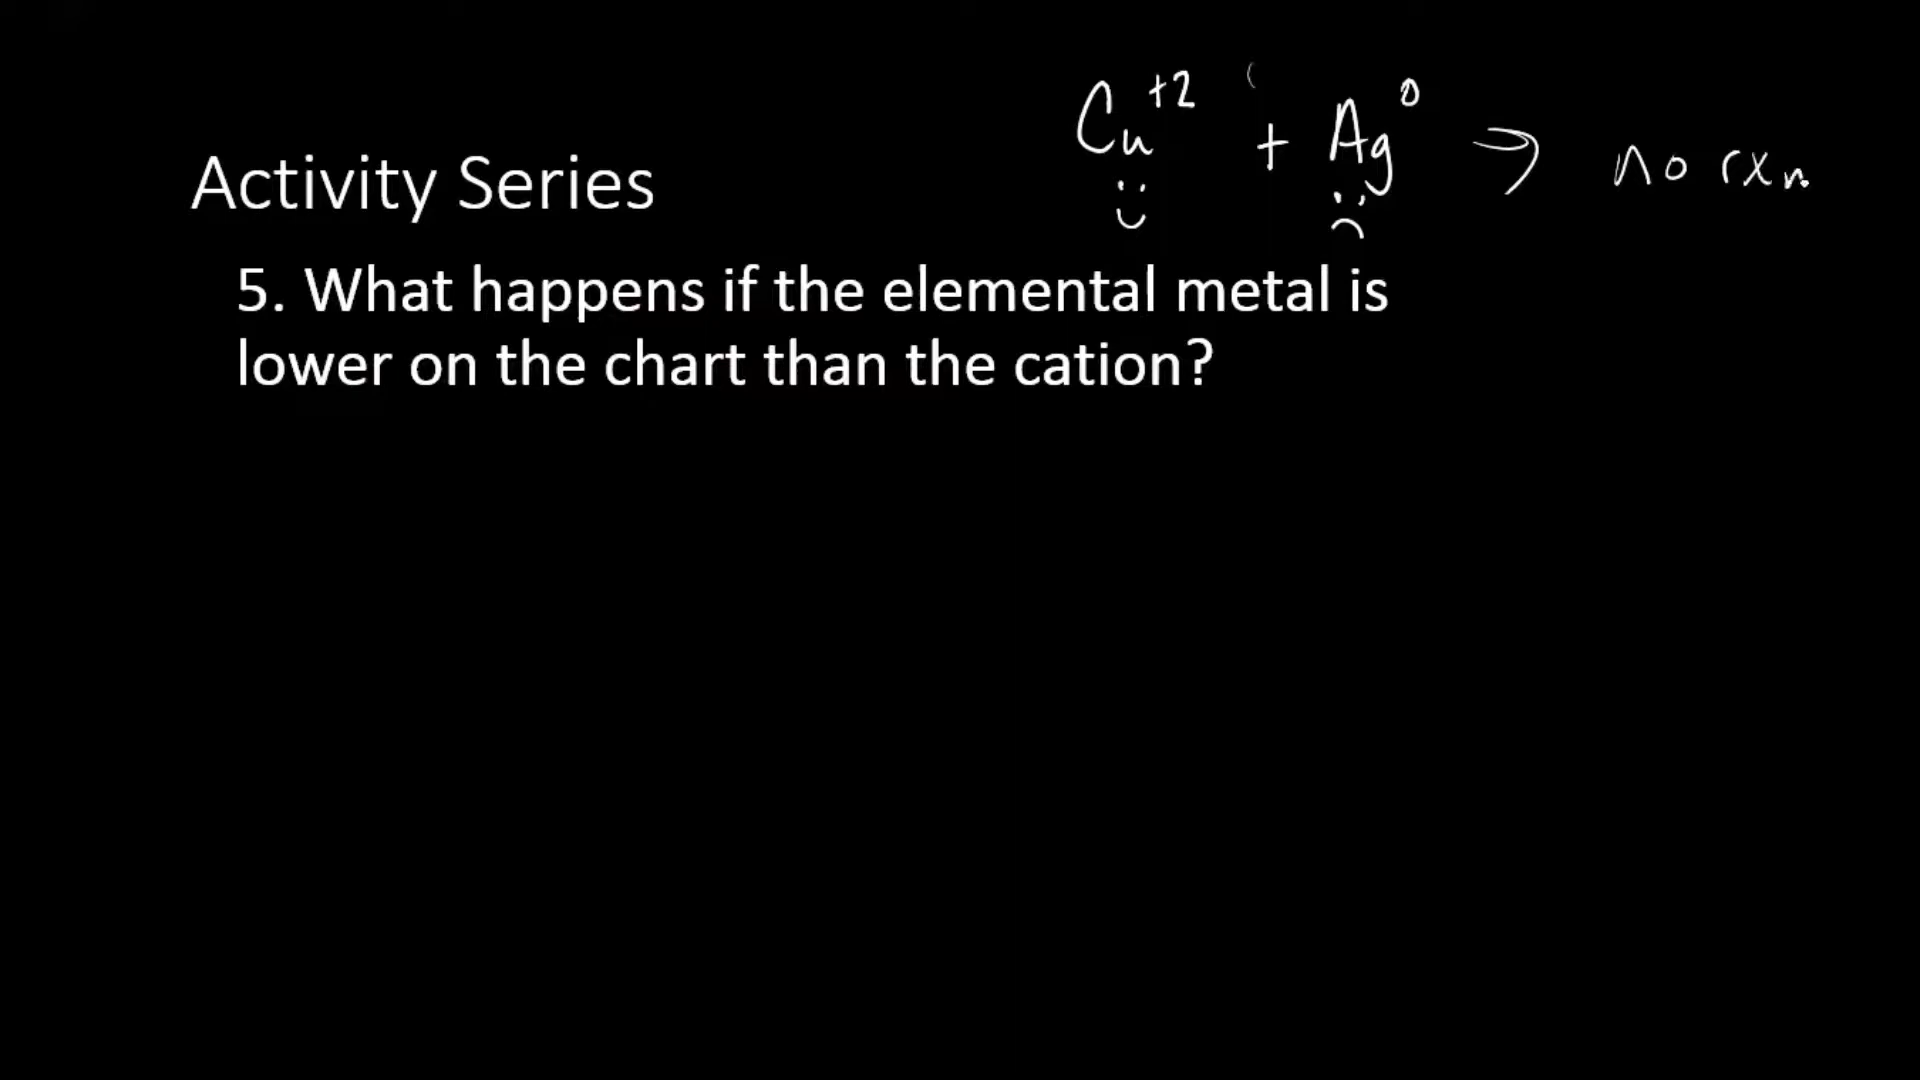 Cu⁺² + Ag⁰ → no rxn
Activity Series
5. What happens if the elemental metal is
lower on the chart than the cation?